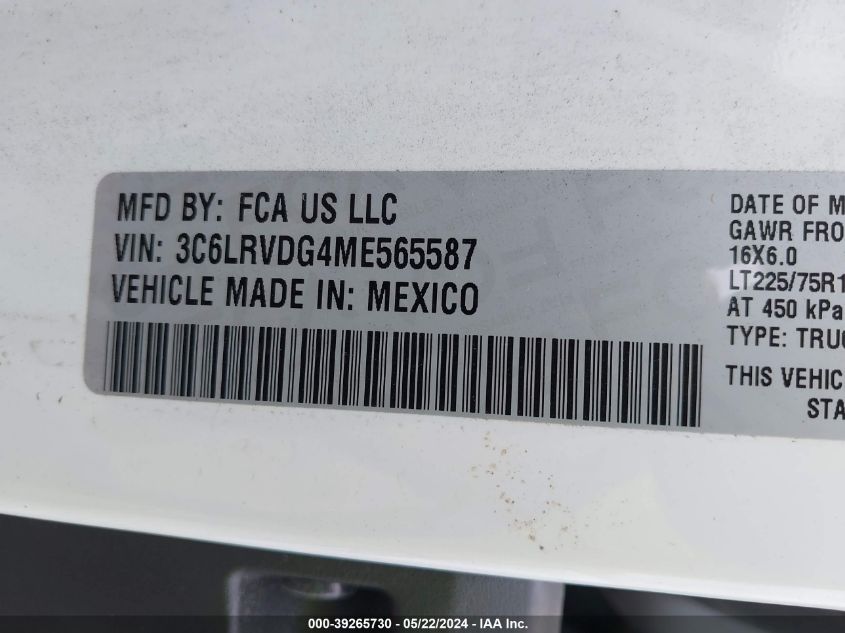 MFD BY: FCA US LLC
VIN: 3C6LRVDG4ME565587
VEHICLE MADE IN: MEXICO
DATE OF M
GAWR FRO
16X6.0
LT225/75R1
AT 450 kPa
TYPE: TRUC
THIS VEHIC
STA
000-39265730 - 05/22/2024 - IAA Inc.